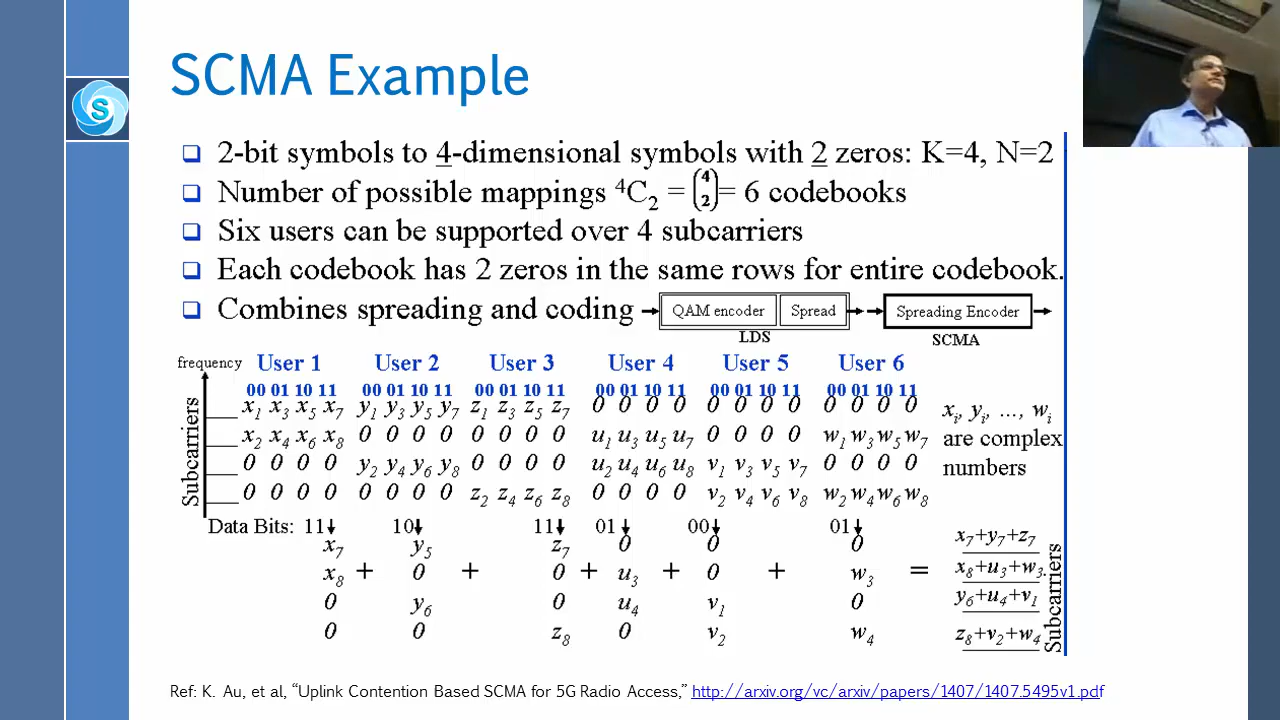 SCMA Example
S
2-bit symbols to 4-dimensional symbols with 2 zeros: K=4, N=2
Number of possible mappings ⁴C₂ = (4 2) = 6 codebooks
Six users can be supported over 4 subcarriers
Each codebook has 2 zeros in the same rows for entire codebook.
Combines spreading and coding QAM encoder Spread Spreading Encoder
LDS SCMA
frequency User 1 User 2 User 3 User 4 User 5 User 6
00 01 10 11 00 01 10 11 00 01 10 11 00 01 10 11 00 01 10 11 00 01 10 11
Subcarriers
x₁ x₃ x₅ x₇ y₁ y₃ y₅ y₇ z₁ z₃ z₅ z₇ 0 0 0 0 0 0 0 0 0 0 0 0
x₂ x₄ x₆ x₈ 0 0 0 0 0 0 0 0 u₁ u₃ u₅ u₇ 0 0 0 0 w₁ w₃ w₅ w₇
0 0 0 0 y₂ y₄ y₆ y₈ 0 0 0 0 u₂ u₄ u₆ u₈ v₁ v₃ v₅ v₇ 0 0 0 0
0 0 0 0 0 0 0 0 z₂ z₄ z₆ z₈ 0 0 0 0 v₂ v₄ v₆ v₈ w₂ w₄ w₆ w₈
xᵢ, yᵢ, ..., wᵢ
are complex
numbers
Data Bits: 11 10 11 01 00 01
x₇ y₅ z₇ 0 0 0 x₇+y₇+z₇
x₈ + 0 + 0 + u₃ + 0 + w₃ = x₈+u₃+w₃.
0 y₆ 0 u₄ v₁ 0 y₆+u₄+v₁
0 0 z₈ 0 v₂ w₄ z₈+v₂+w₄
Subcarriers
Ref: K. Au, et al, “Uplink Contention Based SCMA for 5G Radio Access,” http://arxiv.org/vc/arxiv/papers/1407/1407.5495v1.pdf